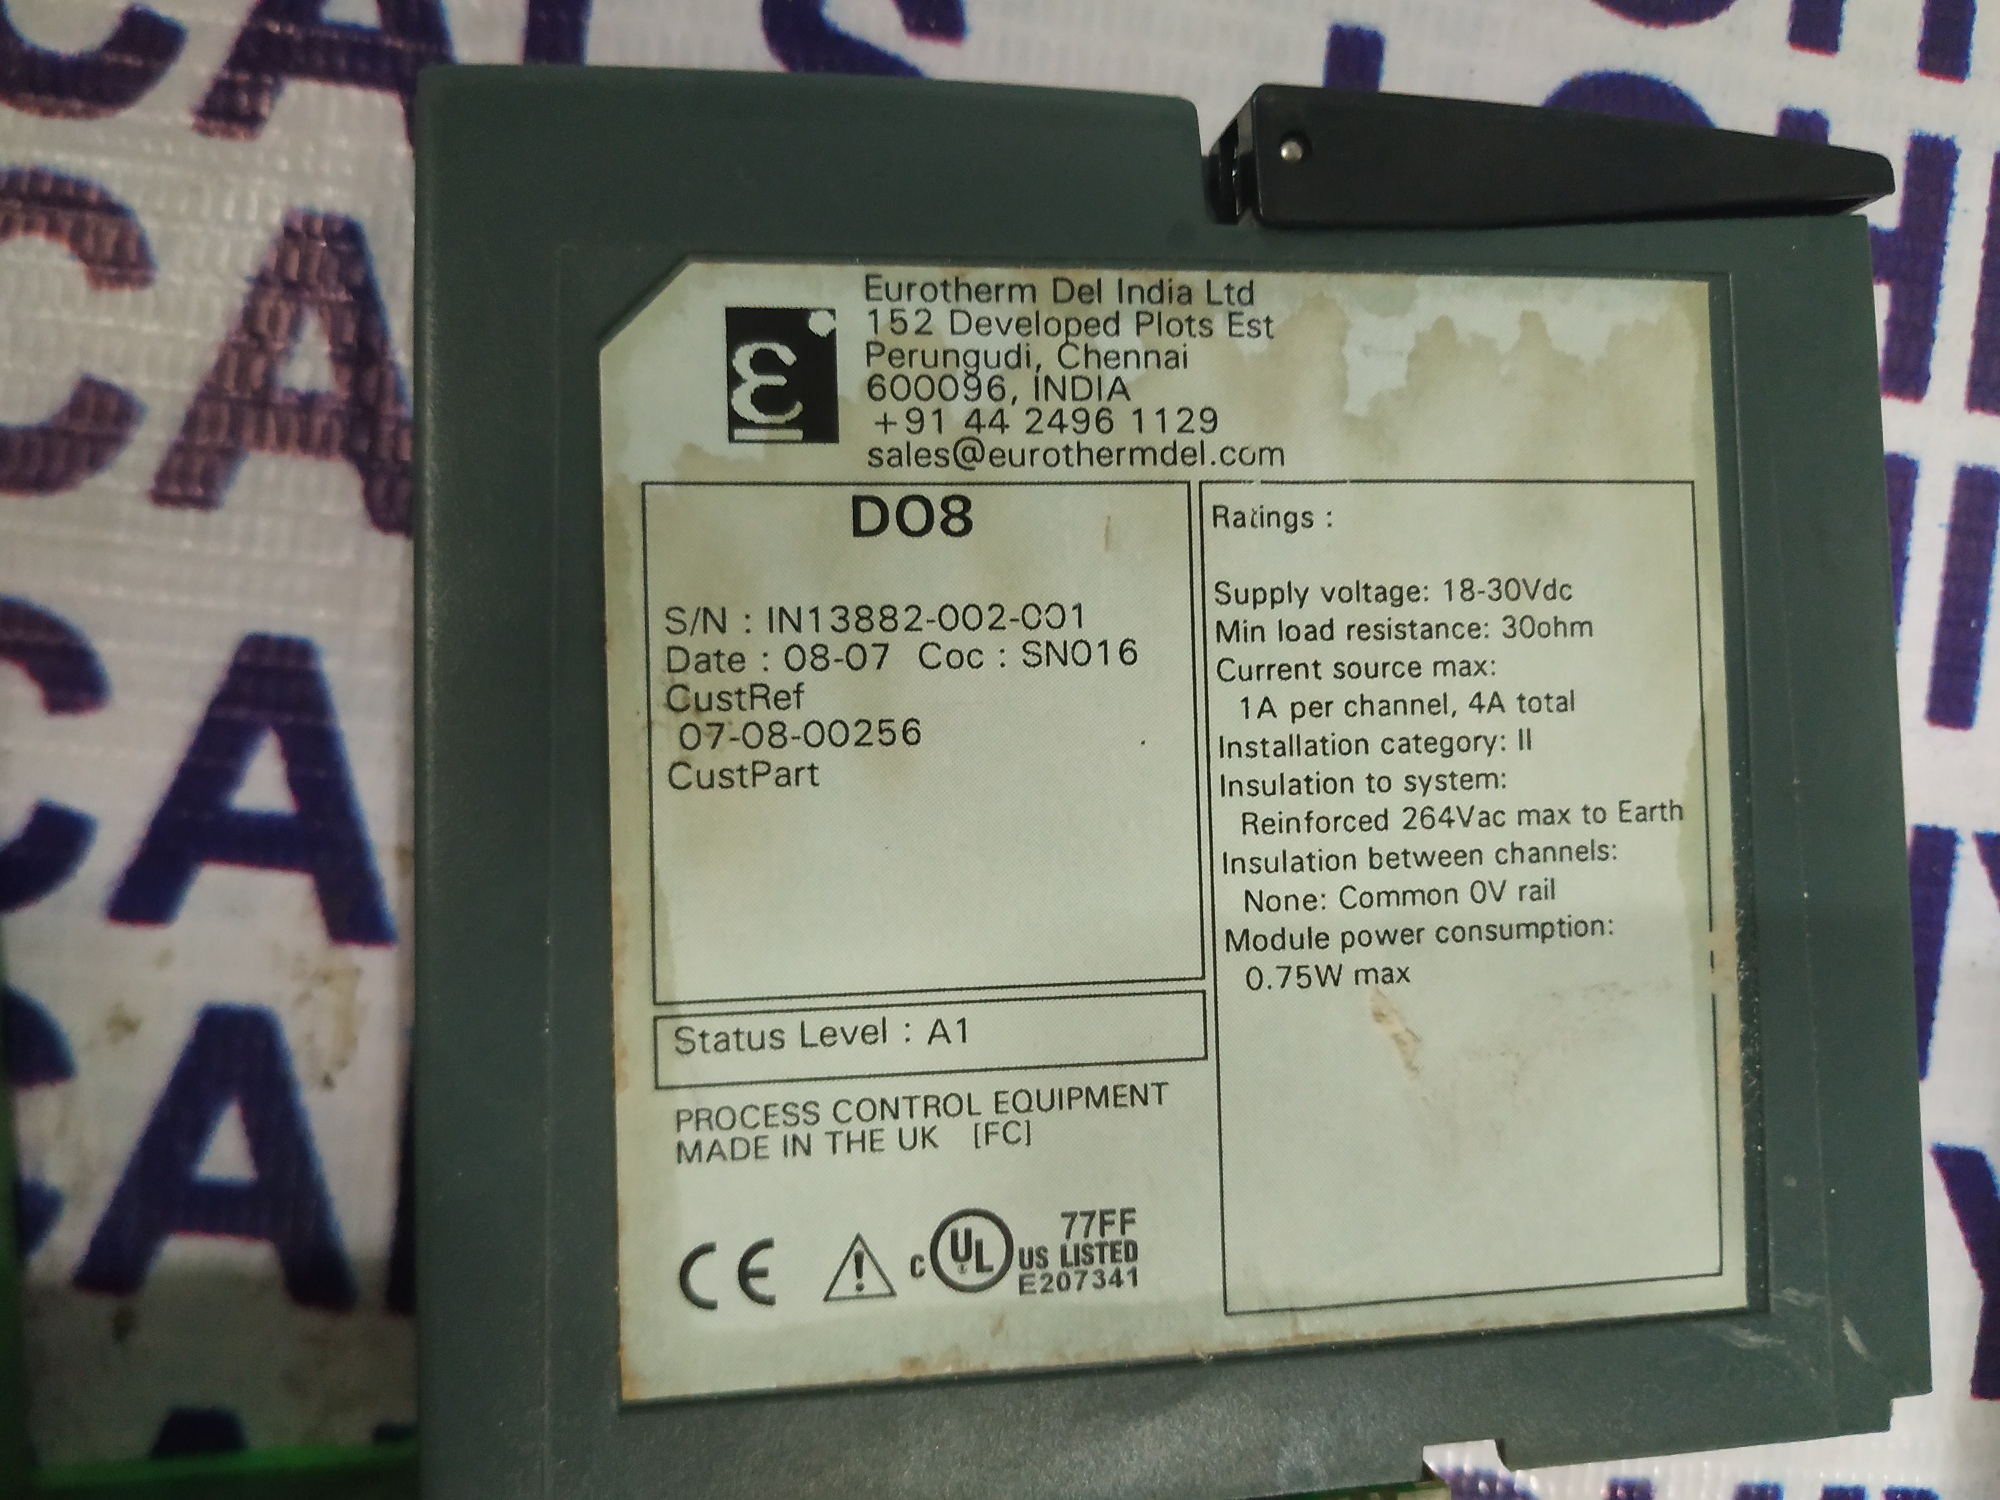 Eurotherm Del India Ltd
152 Developed Plots Est
Perungudi, Chennai
600096, INDIA
+91 44 2496 1129
sales@eurothermdel.com
DO8
S/N : IN13882-002-001
Date : 08-07 Coc : SN016
CustRef
07-08-00256
CustPart
Status Level : A1
PROCESS CONTROL EQUIPMENT
MADE IN THE UK [FC]
CE
c UL US LISTED
77FF
E207341
Ratings :
Supply voltage: 18-30Vdc
Min load resistance: 30ohm
Current source max:
1A per channel, 4A total
Installation category: II
Insulation to system:
Reinforced 264Vac max to Earth
Insulation between channels:
None: Common 0V rail
Module power consumption:
0.75W max